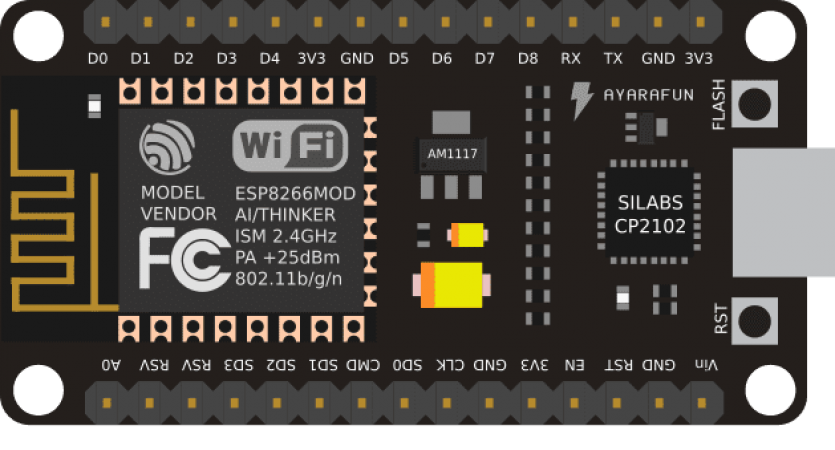 D0 D1 D2 D3 D4 3V3 GND D5 D6 D7 D8 RX TX GND 3V3
AYARAFUN
FLASH
WiFi
AM1117
MODEL ESP8266MOD
VENDOR AI/THINKER
FC ISM 2.4GHz
PA +25dBm
802.11b/g/n
SILABS
CP2102
RST
A0 RSV RSV SD3 SD2 SD1 CMD SD0 CLK GND 3V3 EN RST GND Vin